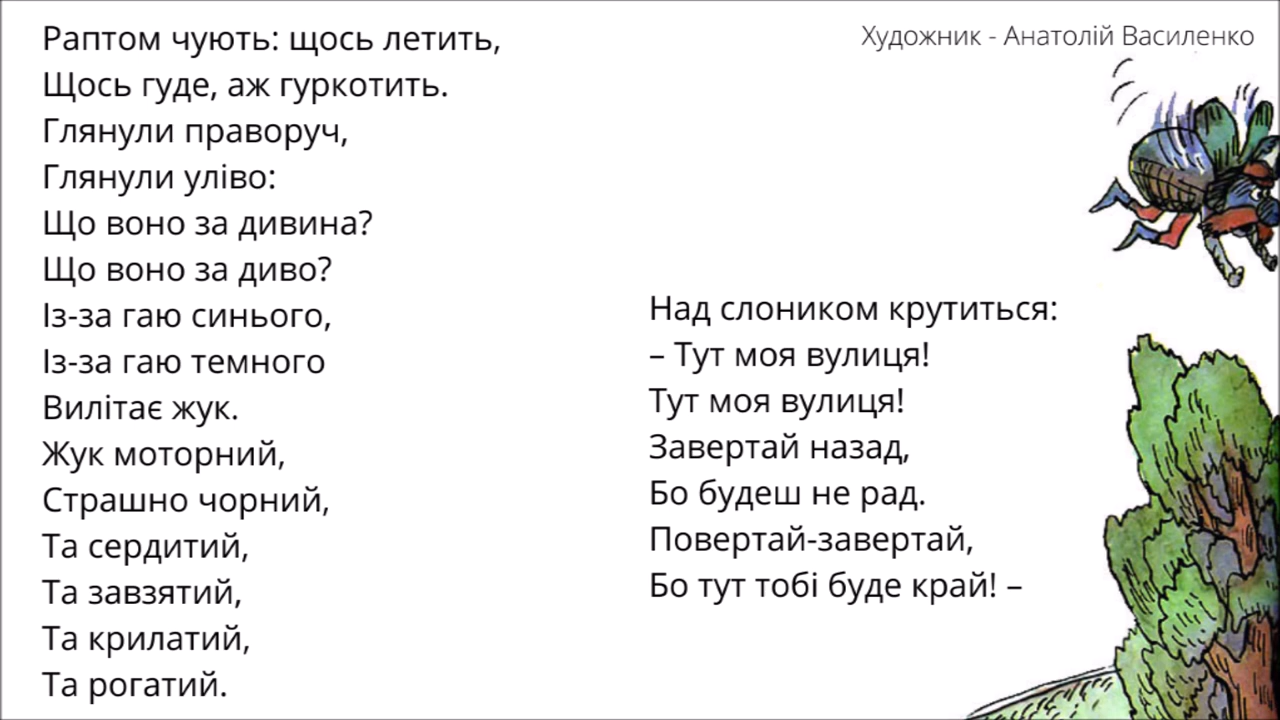 Раптом чують: щось летить,
Щось гуде, аж гуркотить.
Глянули праворуч,
Глянули уліво:
Що воно за дивина?
Що воно за диво?
Із-за гаю синього,
Із-за гаю темного
Вилітає жук.
Жук моторний,
Страшно чорний,
Та сердитий,
Та завзятий,
Та крилатий,
Та рогатий.
Художник - Анатолій Василенко
Над слоником крутиться:
– Тут моя вулиця!
Тут моя вулиця!
Завертай назад,
Бо будеш не рад.
Повертай-завертай,
Бо тут тобі буде край! –